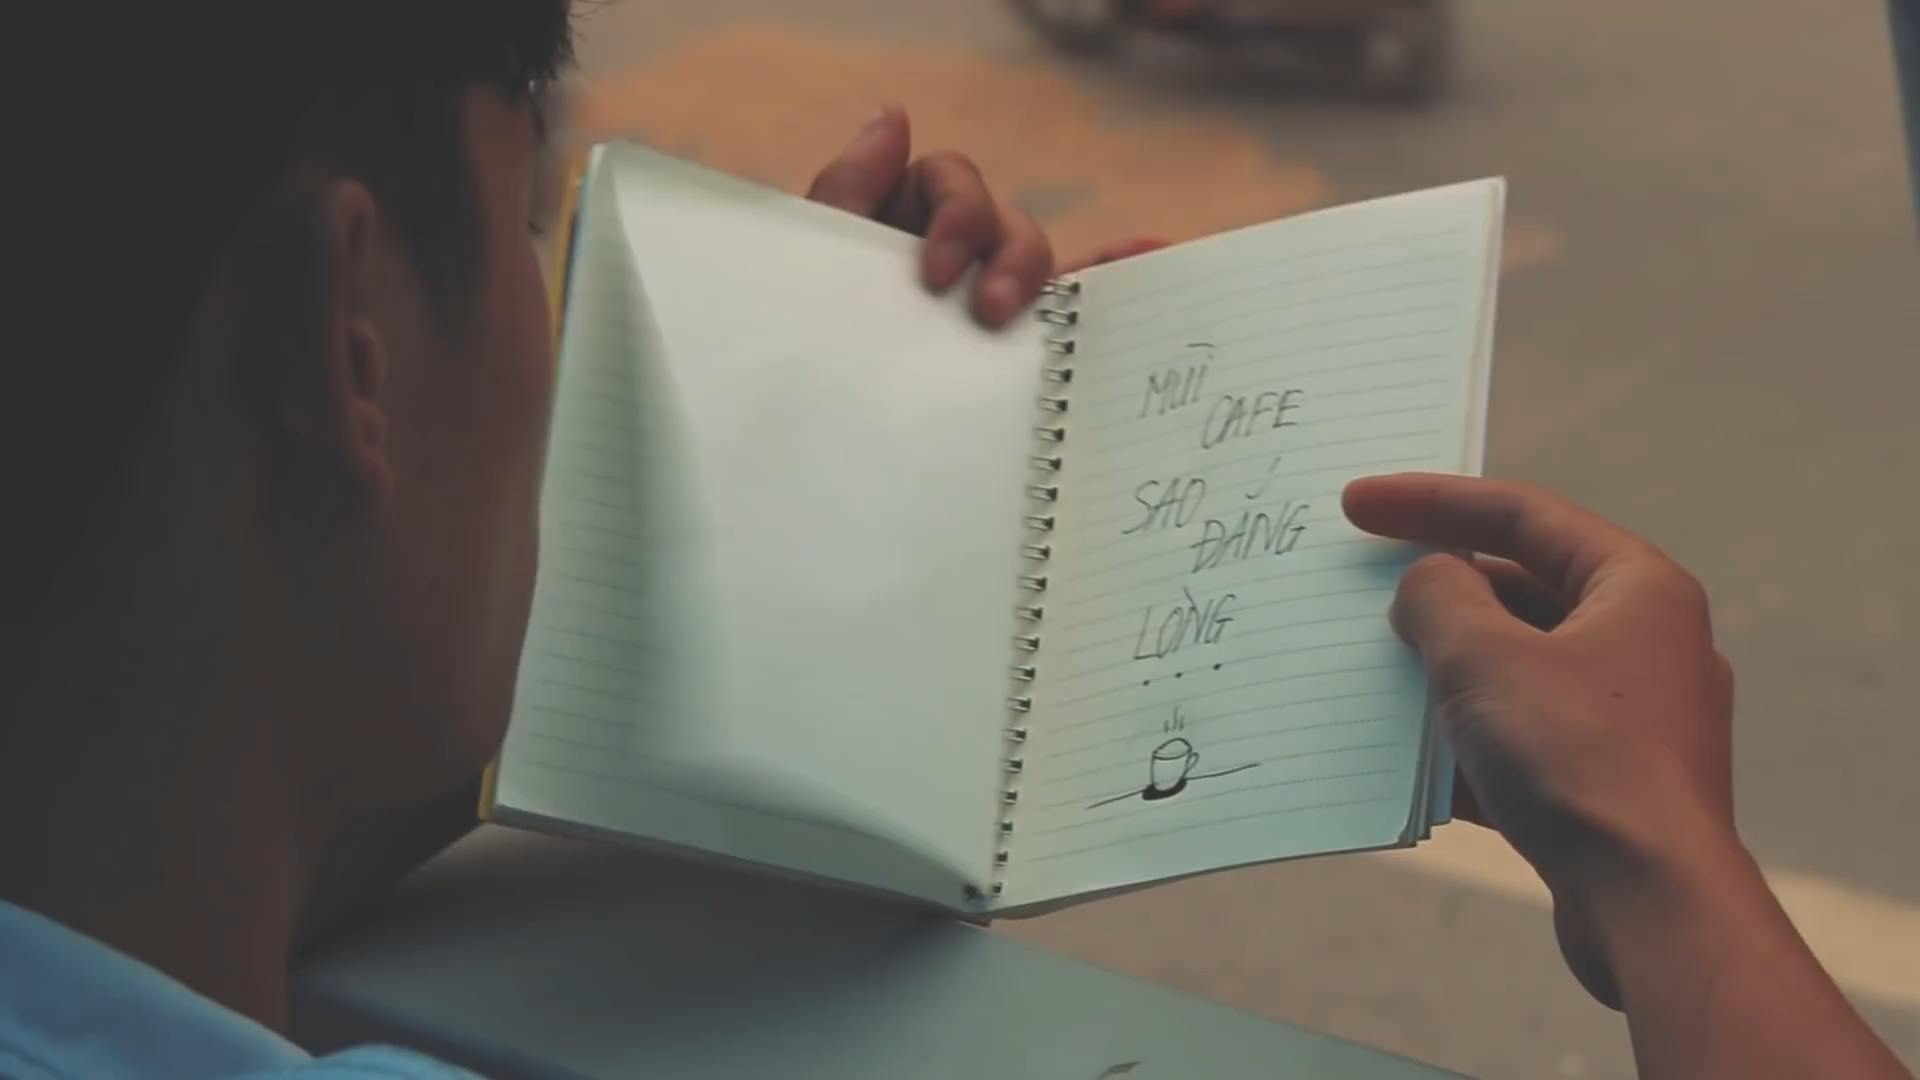 MÙI
CAFE
SAO
ĐẮNG
LÒNG
...